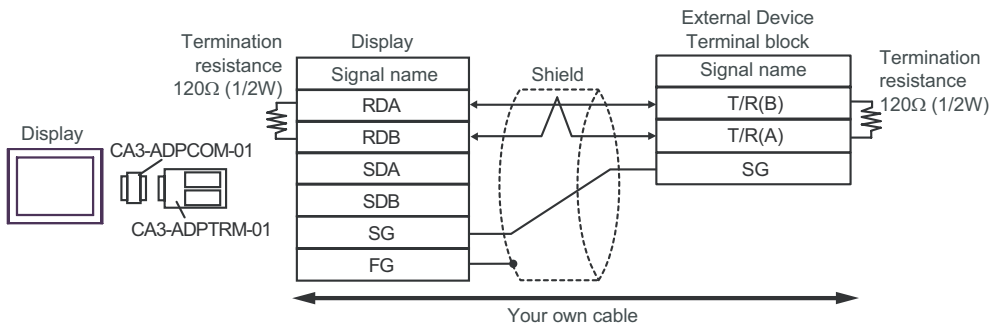 External Device
Terminal block
Termination
resistance
120Ω (1/2W)
Display
Signal name
Shield
Signal name
Termination
resistance
120Ω (1/2W)
RDA
T/R(B)
RDB
T/R(A)
Display
CA3-ADPCOM-01
SDA
SG
SDB
CA3-ADPTRM-01
SG
FG
Your own cable